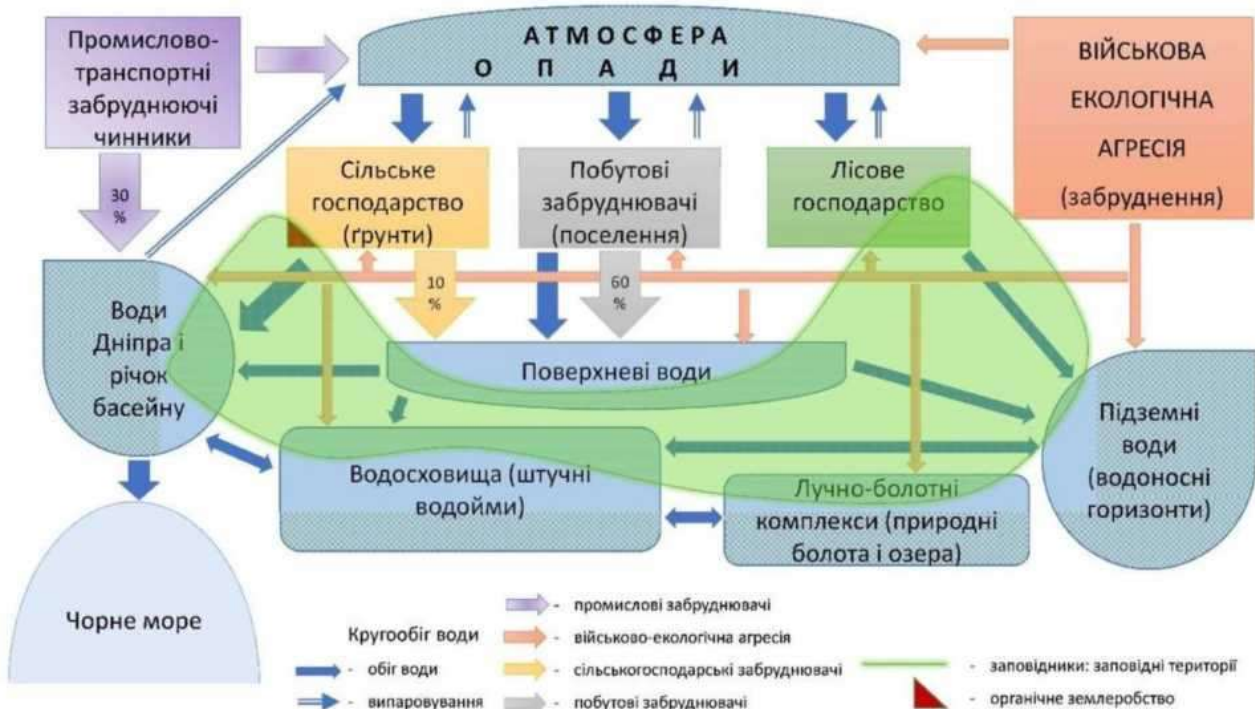 Промислово-
транспортні
забруднюючі
чинники
АТМОСФЕРА
ОПАДИ
ВІЙСЬКОВА
ЕКОЛОГІЧНА
АГРЕСІЯ
(забруднення)
30
%
Сільське
господарство
(ґрунти)
Побутові
забруднювачі
(поселення)
Лісове
господарство
10
%
60
%
Води
Дніпра і
річок
басейну
Поверхневі води
Підземні
води
(водоносні
горизонти)
Водосховища (штучні
водойми)
Лучно-болотні
комплекси (природні
болота і озера)
Чорне море
Кругообіг води
- обіг води
- випаровування
- промислові забруднювачі
- військово-екологічна агресія
- сільськогосподарські забруднювачі
- побутові забруднювачі
- заповідники: заповідні території
- органічне землеробство